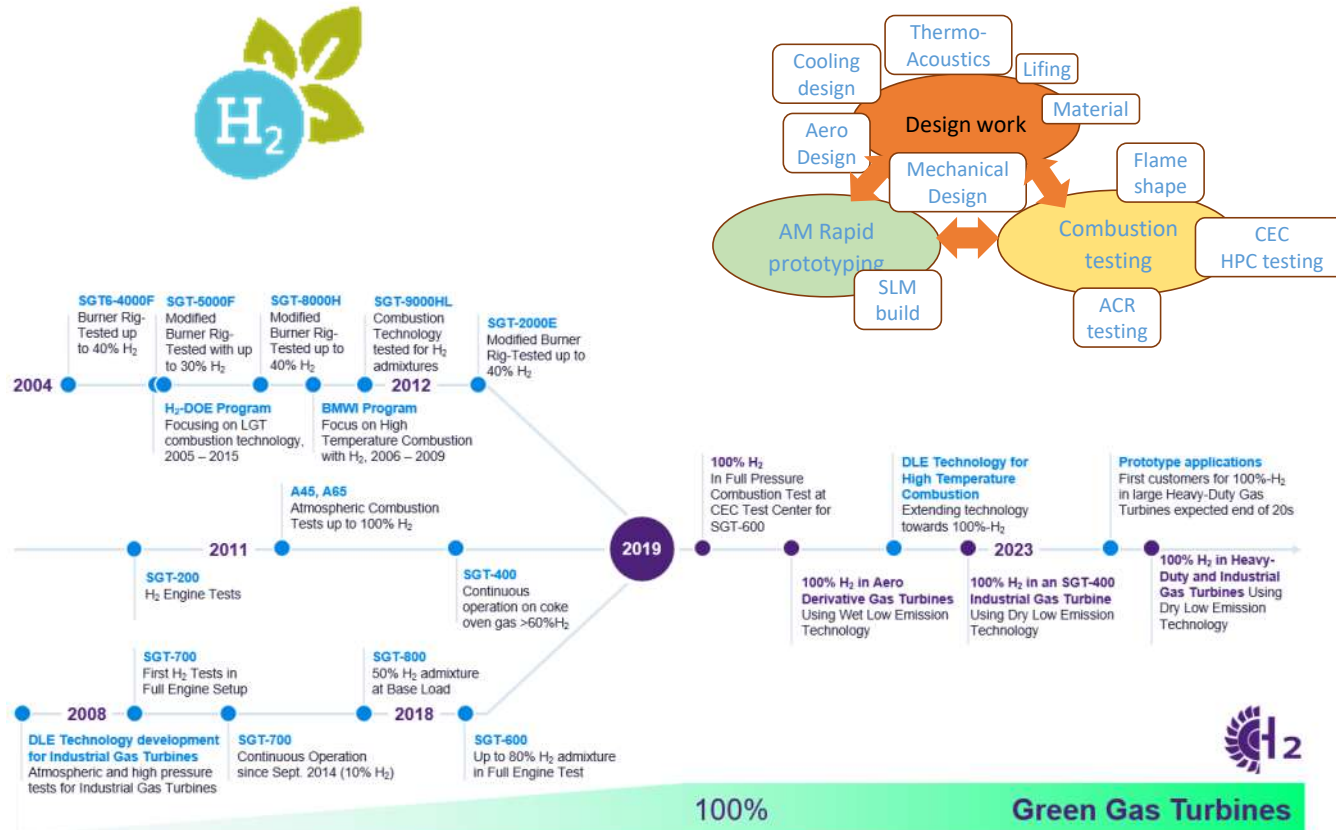 H2
Thermo-
Acoustics
Cooling
design
Lifing
Material
Design work
Aero
Design
Mechanical
Design
Flame
shape
AM Rapid
prototyping
Combustion
testing
CEC
HPC testing
SLM
build
ACR
testing
SGT6-4000F
Burner Rig-
Tested up
to 40% H2
SGT-5000F
Modified
Burner Rig-
Tested with up
to 30% H2
SGT-8000H
Modified
Burner Rig-
Tested up to
40% H2
SGT-9000HL
Combustion
Technology
tested for H2
admixtures
SGT-2000E
Modified Burner
Rig-Tested up to
40% H2
2004
2012
H2-DOE Program
Focusing on LGT
combustion technology,
2005 – 2015
BMWI Program
Focus on High
Temperature Combustion
with H2, 2006 – 2009
A45, A65
Atmospheric Combustion
Tests up to 100% H2
2011
SGT-200
H2 Engine Tests
SGT-400
Continuous
operation on coke
oven gas >60%H2
2019
100% H2
In Full Pressure
Combustion Test at
CEC Test Center for
SGT-600
DLE Technology for
High Temperature
Combustion
Extending technology
towards 100%-H2
Prototype applications
First customers for 100%-H2
in large Heavy-Duty Gas
Turbines expected end of 20s
2023
100% H2 in Aero
Derivative Gas Turbines
Using Wet Low Emission
Technology
100% H2 in an SGT-400
Industrial Gas Turbine
Using Dry Low Emission
Technology
100% H2 in Heavy-
Duty and Industrial
Gas Turbines Using
Dry Low Emission
Technology
SGT-700
First H2 Tests in
Full Engine Setup
SGT-800
50% H2 admixture
at Base Load
2008
2018
DLE Technology development
for Industrial Gas Turbines
Atmospheric and high pressure
tests for Industrial Gas Turbines
SGT-700
Continuous Operation
since Sept. 2014 (10% H2)
SGT-600
Up to 80% H2 admixture
in Full Engine Test
H2
100%
Green Gas Turbines